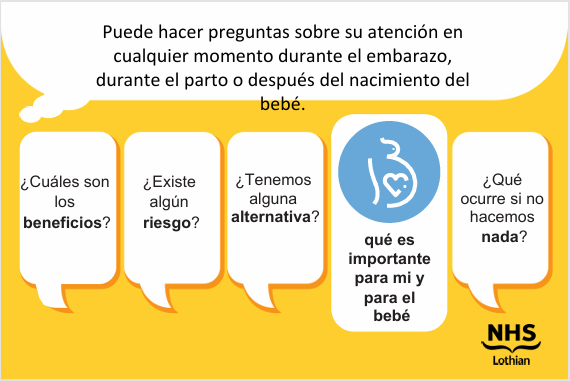 Puede hacer preguntas sobre su atención en
cualquier momento durante el embarazo,
durante el parto o después del nacimiento del
bebé.
¿Cuáles son
los
beneficios?
¿Existe
algún
riesgo?
¿Tenemos
alguna
alternativa?
qué es
importante
para mi y
para el
bebé
¿Qué
ocurre si no
hacemos
nada?
NHS
Lothian